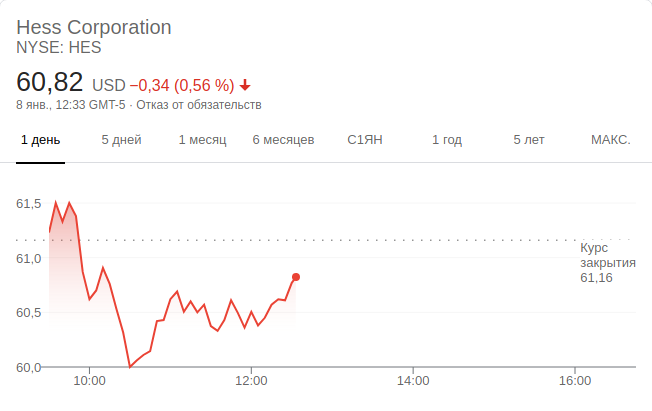 Hess Corporation
NYSE: HES
60,82 USD −0,34 (0,56 %)
8 янв., 12:33 GMT-5 · Отказ от обязательств
1 день 5 дней 1 месяц 6 месяцев С1ЯН 1 год 5 лет МАКС.
61,5
61,0
60,5
60,0
Курс
закрытия
61,16
10:00 12:00 14:00 16:00